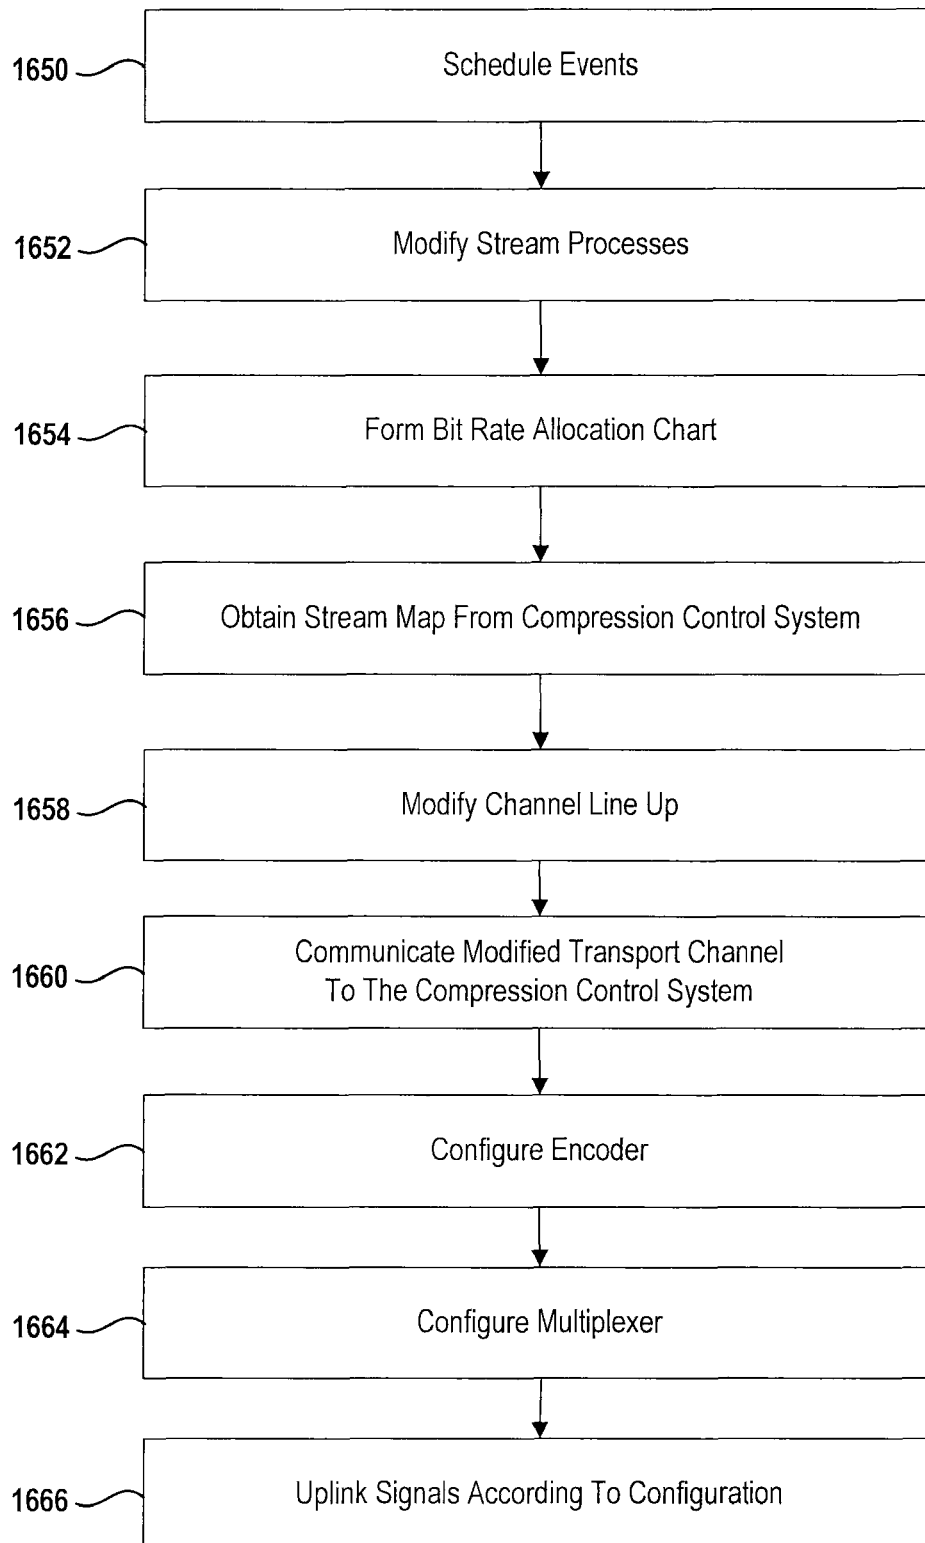 1650 Schedule Events
1652 Modify Stream Processes
1654 Form Bit Rate Allocation Chart
1656 Obtain Stream Map From Compression Control System
1658 Modify Channel Line Up
1660 Communicate Modified Transport Channel
To The Compression Control System
1662 Configure Encoder
1664 Configure Multiplexer
1666 Uplink Signals According To Configuration